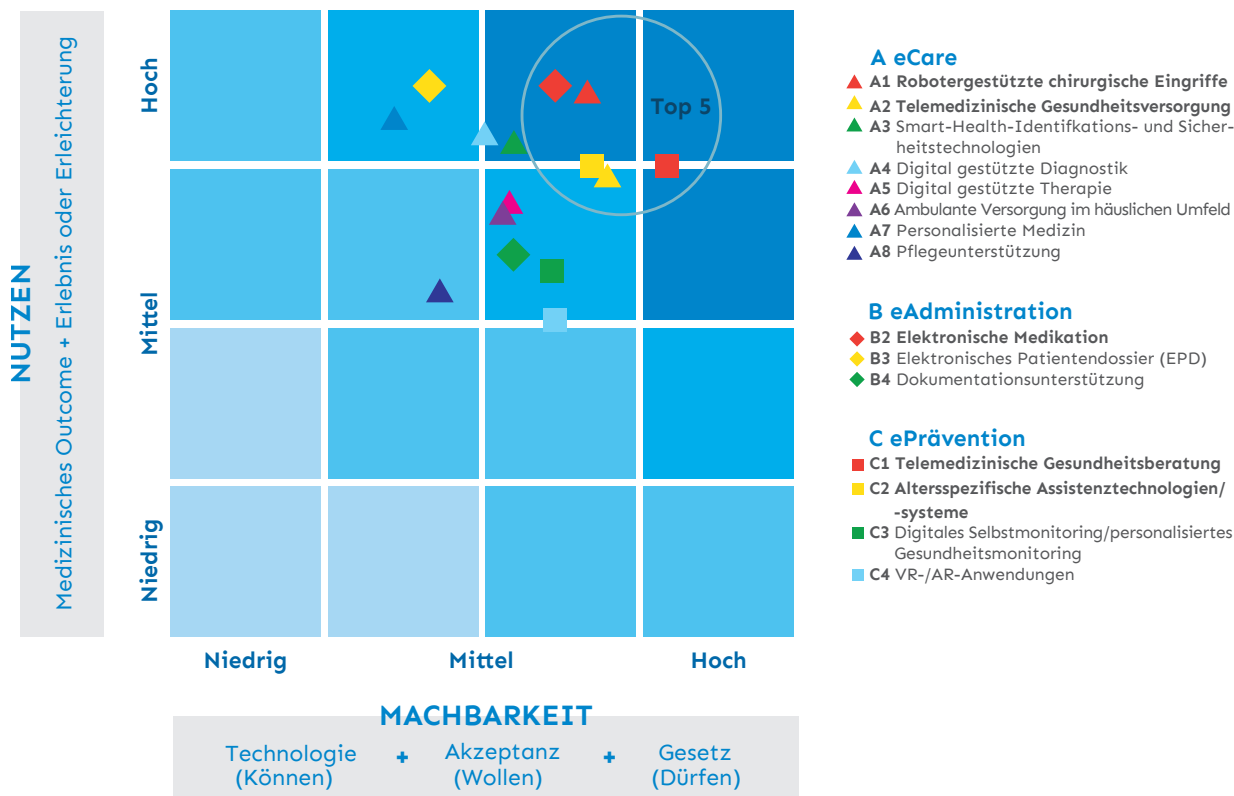 NUTZEN
Medizinisches Outcome + Erlebnis oder Erleichterung
Hoch
Mittel
Niedrig
Top 5
Niedrig
Mittel
Hoch
MACHBARKEIT
Technologie
(Können)
+
Akzeptanz
(Wollen)
+
Gesetz
(Dürfen)
A eCare
A1 Robotergestützte chirurgische Eingriffe
A2 Telemedizinische Gesundheitsversorgung
A3 Smart-Health-Identifkations- und Sicher-
heitstechnologien
A4 Digital gestützte Diagnostik
A5 Digital gestützte Therapie
A6 Ambulante Versorgung im häuslichen Umfeld
A7 Personalisierte Medizin
A8 Pflegeunterstützung
B eAdministration
B2 Elektronische Medikation
B3 Elektronisches Patientendossier (EPD)
B4 Dokumentationsunterstützung
C ePrävention
C1 Telemedizinische Gesundheitsberatung
C2 Altersspezifische Assistenztechnologien/
-systeme
C3 Digitales Selbstmonitoring/personalisiertes
Gesundheitsmonitoring
C4 VR-/AR-Anwendungen